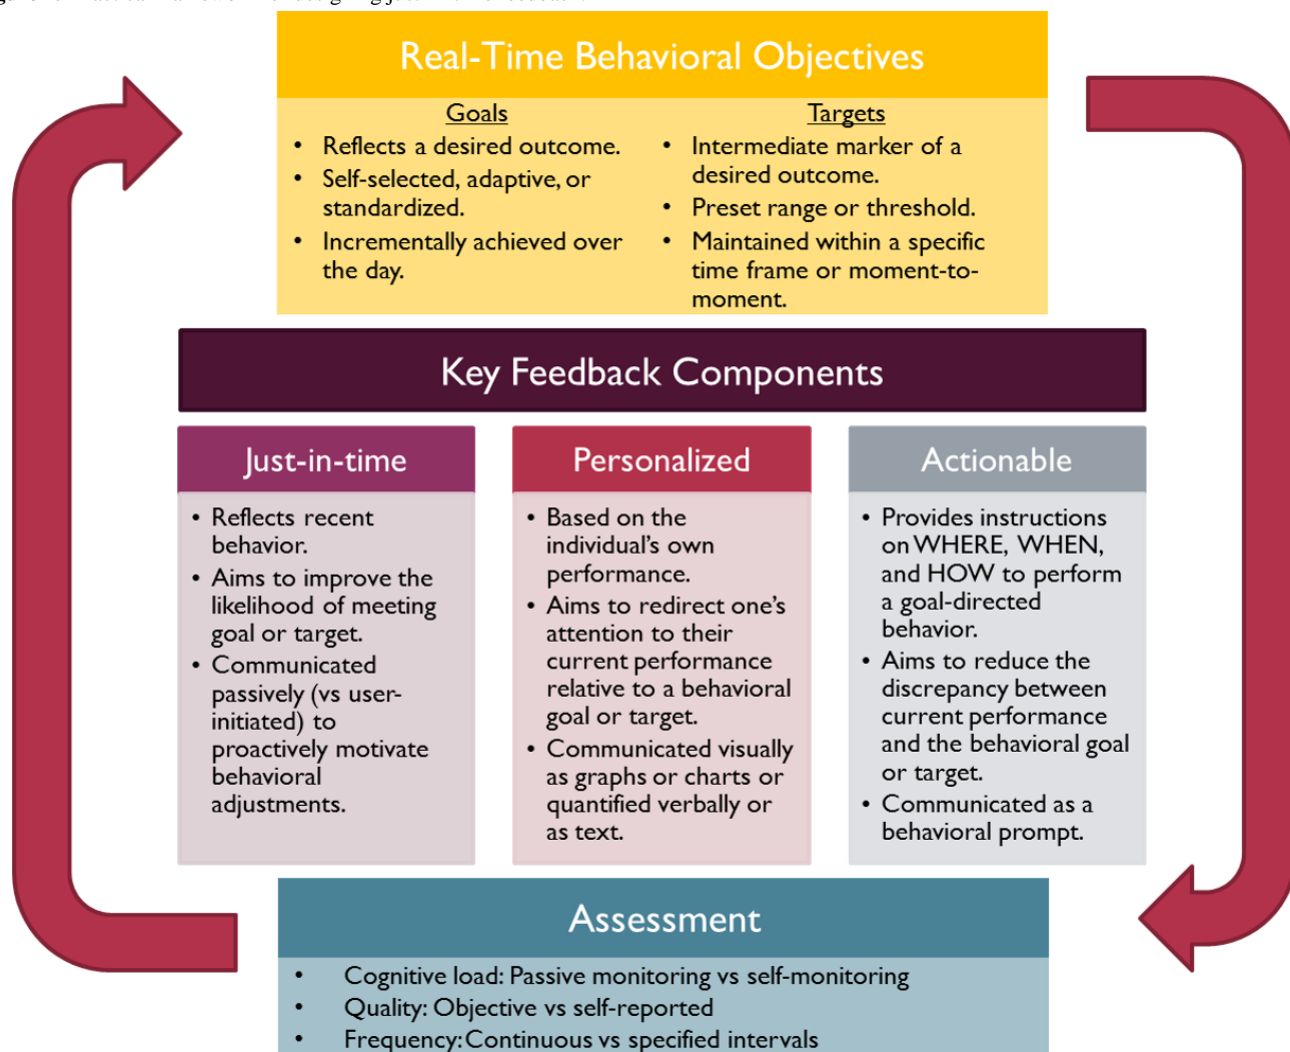 Real-Time Behavioral Objectives
Goals
• Reflects a desired outcome.
• Self-selected, adaptive, or
standardized.
• Incrementally achieved over
the day.
Targets
• Intermediate marker of a
desired outcome.
• Preset range or threshold.
• Maintained within a specific
time frame or moment-to-
moment.
Key Feedback Components
Just-in-time
• Reflects recent
behavior.
• Aims to improve the
likelihood of meeting
goal or target.
• Communicated
passively (vs user-
initiated) to
proactively motivate
behavioral
adjustments.
Personalized
• Based on the
individual's own
performance.
• Aims to redirect one's
attention to their
current performance
relative to a behavioral
goal or target.
• Communicated visually
as graphs or charts or
quantified verbally or
as text.
Actionable
• Provides instructions
on WHERE, WHEN,
and HOW to perform
a goal-directed
behavior.
• Aims to reduce the
discrepancy between
current performance
and the behavioral goal
or target.
• Communicated as a
behavioral prompt.
Assessment
• Cognitive load: Passive monitoring vs self-monitoring
• Quality: Objective vs self-reported
• Frequency: Continuous vs specified intervals